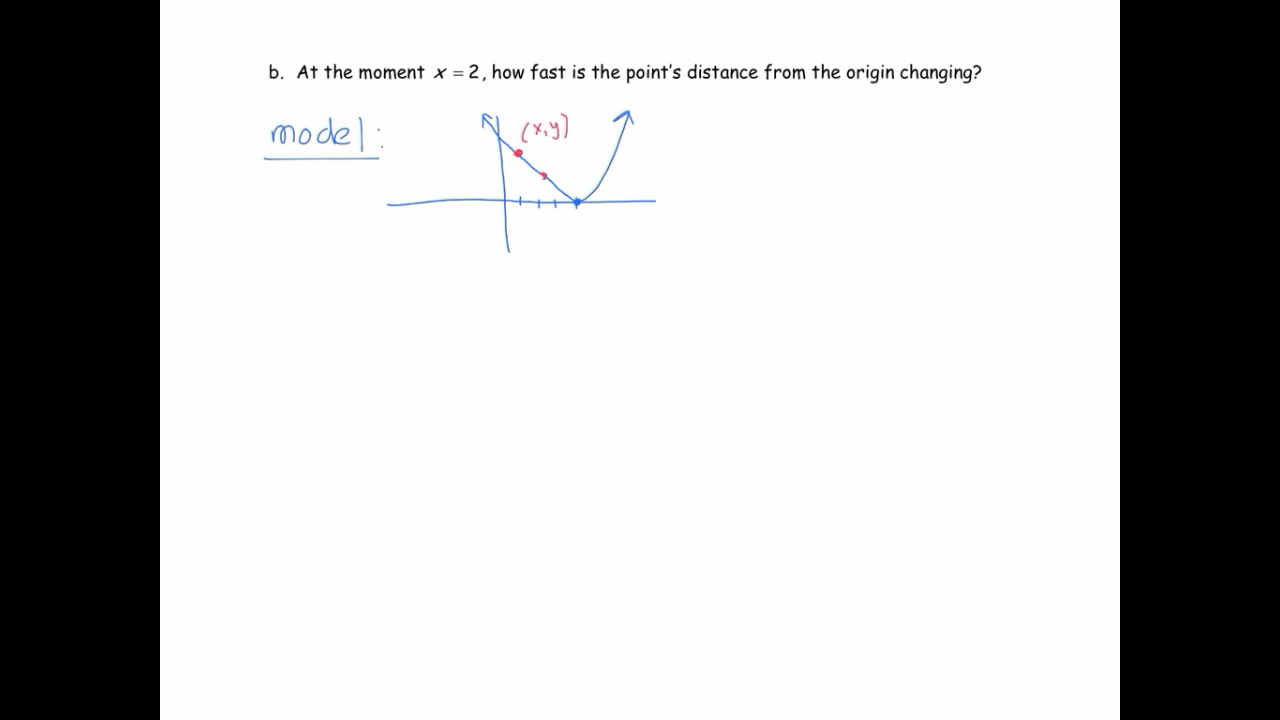 b. At the moment x = 2, how fast is the point's distance from the origin changing?
model:
(x,y)